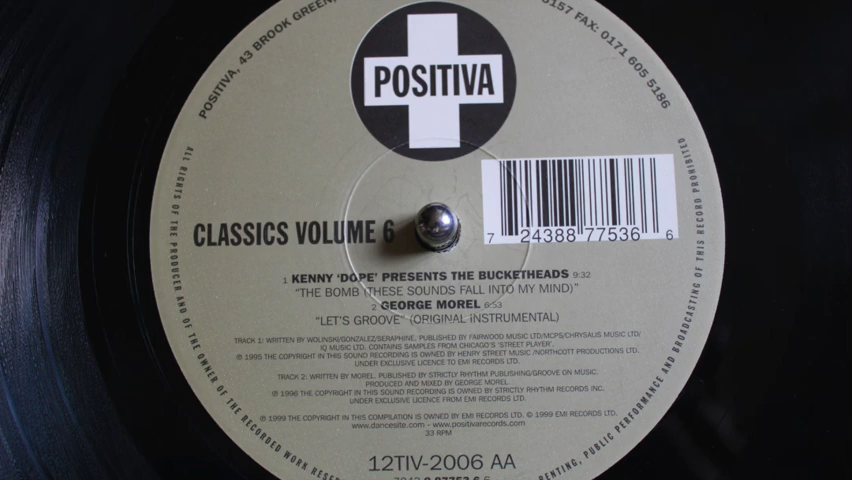 POSITIVA, 43 BROOK GREEN,
6157 FAX: 0171 605 5186
POSITIVA
CLASSICS VOLUME 6
7 24388 77536 6
1 KENNY 'DOPE' PRESENTS THE BUCKETHEADS 9:32
"THE BOMB (THESE SOUNDS FALL INTO MY MIND)"
2 GEORGE MOREL 6:53
"LET'S GROOVE" (ORIGINAL INSTRUMENTAL)
TRACK 1: WRITTEN BY WOLINSKI/GONZALEZ/SERAPHINE. PUBLISHED BY FAIRWOOD MUSIC LTD/MCPS/CHRYSALIS MUSIC LTD/
IQ MUSIC LTD. CONTAINS SAMPLES FROM CHICAGO'S 'STREET PLAYER'.
℗ 1995 THE COPYRIGHT IN THIS SOUND RECORDING IS OWNED BY HENRY STREET MUSIC /NORTHCOTT PRODUCTIONS LTD.
UNDER EXCLUSIVE LICENCE TO EMI RECORDS LTD.
TRACK 2: WRITTEN BY MOREL. PUBLISHED BY STRICTLY RHYTHM PUBLISHING/GROOVE ON MUSIC.
PRODUCED AND MIXED BY GEORGE MOREL.
℗ 1996 THE COPYRIGHT IN THIS SOUND RECORDING IS OWNED BY STRICTLY RHYTHM RECORDS INC.
UNDER EXCLUSIVE LICENCE FROM EMI RECORDS LTD.
℗ 1999 THE COPYRIGHT IN THIS COMPILATION IS OWNED BY EMI RECORDS LTD. © 1999 EMI RECORDS LTD.
www.dancesite.com - www.positivarecords.com
33 RPM
12TIV-2006 AA
ALL RIGHTS OF THE PRODUCER AND OF THE OWNER OF THE RECORDED WORK
RENTING, PUBLIC PERFORMANCE AND BROADCASTING OF THIS RECORD PROHIBITED